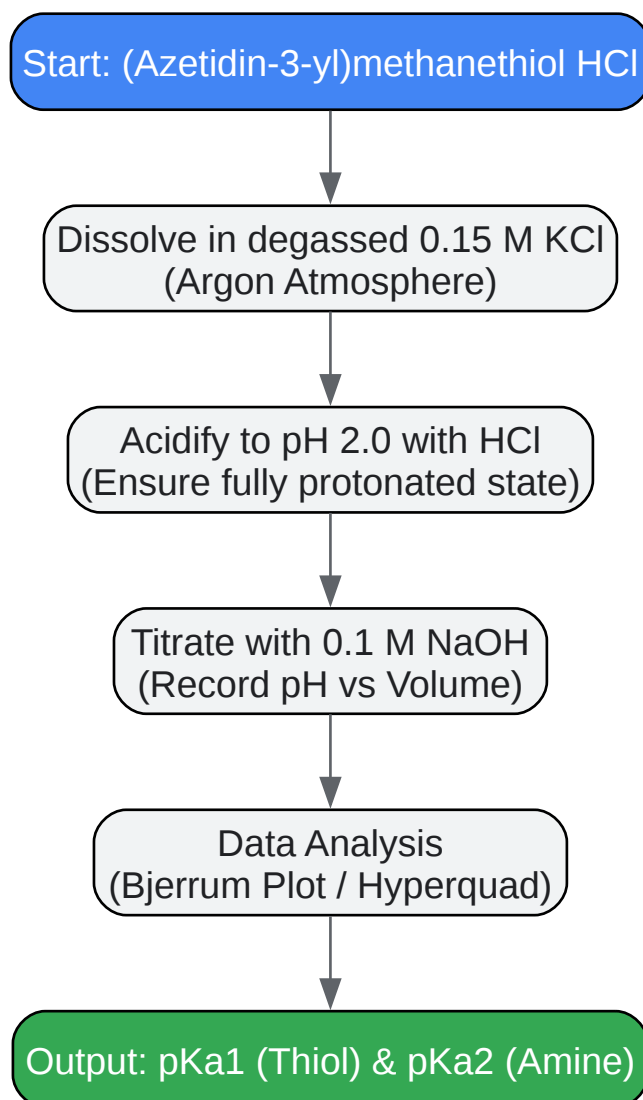 Start: (Azetidin-3-yl)methanethiol HCl
Dissolve in degassed 0.15 M KCl
(Argon Atmosphere)
Acidify to pH 2.0 with HCl
(Ensure fully protonated state)
Titrate with 0.1 M NaOH
(Record pH vs Volume)
Data Analysis
(Bjerrum Plot / Hyperquad)
Output: pKa1 (Thiol) & pKa2 (Amine)